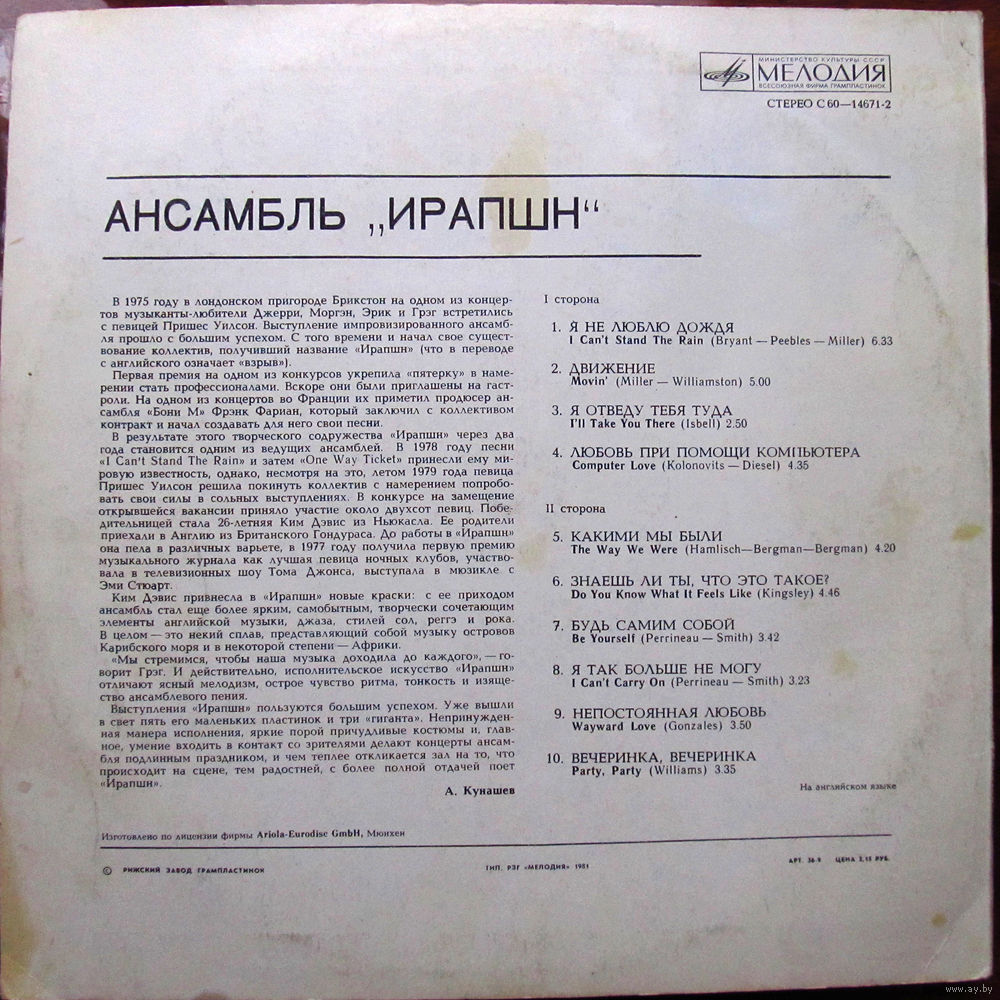 МИНИСТЕРСТВО КУЛЬТУРЫ СССР
МЕЛОДИЯ
ВСЕСОЮЗНАЯ ФИРМА ГРАМПЛАСТИНОК
СТЕРЕО С 60—14671-2
АНСАМБЛЬ „ИРАПШН“
В 1975 году в лондонском пригороде Брикстон на одном из концер-
тов музыканты-любители Джерри, Моргэн, Эрик и Грэг встретились
с певицей Пришес Уилсон. Выступление импровизированного ансамб-
ля прошло с большим успехом. С того времени и начал свое сущест-
вование коллектив, получивший название «Ирапшн» (что в переводе
с английского означает «взрыв»).
Первая премия на одном из конкурсов укрепила «пятерку» в наме-
рении стать профессионалами. Вскоре они были приглашены на гаст-
роли. На одном из концертов во Франции их приметил продюсер ан-
самбля «Бони М» Фрэнк Фариан, который заключил с коллективом
контракт и начал создавать для него свои песни.
В результате этого творческого содружества «Ирапшн» через два
года становится одним из ведущих ансамблей. В 1978 году песни
«I Can't Stand The Rain» и затем «One Way Ticket» принесли ему ми-
ровую известность, однако, несмотря на это, летом 1979 года певица
Пришес Уилсон решила покинуть коллектив с намерением попробо-
вать свои силы в сольных выступлениях. В конкурсе на замещение
открывшейся вакансии приняло участие около двухсот певиц. Побе-
дительницей стала 26-летняя Ким Дэвис из Ньюкасла. Ее родители
приехали в Англию из Британского Гондураса. До работы в «Ирапшн»
она пела в различных варьете, в 1977 году получила первую премию
музыкального журнала как лучшая певица ночных клубов, участво-
вала в телевизионных шоу Тома Джонса, выступала в мюзикле с
Эми Стюарт.
Ким Дэвис привнесла в «Ирапшн» новые краски: с ее приходом
ансамбль стал еще более ярким, самобытным, творчески сочетающим
элементы английской музыки, джаза, стилей сол, реггэ и рока.
В целом — это некий сплав, представляющий собой музыку островов
Карибского моря и в некоторой степени — Африки.
«Мы стремимся, чтобы наша музыка доходила до каждого», — го-
ворит Грэг. И действительно, исполнительское искусство «Ирапшн»
отличают ясный мелодизм, острое чувство ритма, тонкость и изяще-
ство ансамблевого пения.
Выступления «Ирапшн» пользуются большим успехом. Уже вышли
в свет пять его маленьких пластинок и три «гиганта». Непринужден-
ная манера исполнения, яркие порой причудливые костюмы и, глав-
ное, умение входить в контакт со зрителями делают концерты ансам-
бля подлинным праздником, и чем теплее откликается зал на то, что
происходит на сцене, тем радостней, с более полной отдачей поет
«Ирапшн».
А. Кунашев
I сторона
1. Я НЕ ЛЮБЛЮ ДОЖДЯ
I Can't Stand The Rain (Bryant — Peebles — Miller) 6.33
2. ДВИЖЕНИЕ
Movin' (Miller — Williamston) 5.00
3. Я ОТВЕДУ ТЕБЯ ТУДА
I'll Take You There (Isbell) 2.50
4. ЛЮБОВЬ ПРИ ПОМОЩИ КОМПЬЮТЕРА
Computer Love (Kolonovits — Diesel) 4.35
II сторона
5. КАКИМИ МЫ БЫЛИ
The Way We Were (Hamlisch—Bergman—Bergman) 4.20
6. ЗНАЕШЬ ЛИ ТЫ, ЧТО ЭТО ТАКОЕ?
Do You Know What It Feels Like (Kingsley) 4.46
7. БУДЬ САМИМ СОБОЙ
Be Yourself (Perrineau — Smith) 3.42
8. Я ТАК БОЛЬШЕ НЕ МОГУ
I Can't Carry On (Perrineau — Smith) 3.23
9. НЕПОСТОЯННАЯ ЛЮБОВЬ
Wayward Love (Gonzales) 3.50
10. ВЕЧЕРИНКА, ВЕЧЕРИНКА
Party, Party (Williams) 3.35
На английском языке
Изготовлено по лицензии фирмы Ariola-Eurodisc GmbH, Мюнхен
© РИЖСКИЙ ЗАВОД ГРАМПЛАСТИНОК
ТИП. РЗГ «МЕЛОДИЯ» 1981
АРТ. 36-9 ЦЕНА 2,15 РУБ.
www.ay.by